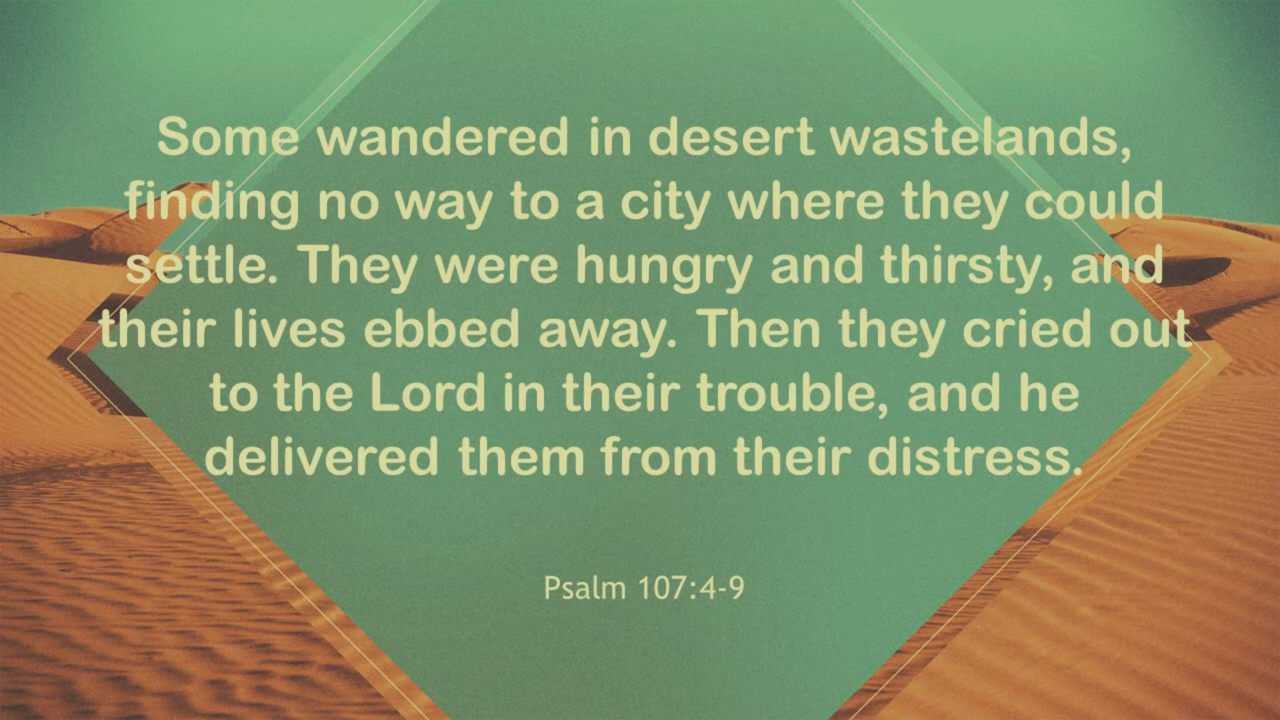 Some wandered in desert wastelands,
finding no way to a city where they could
settle. They were hungry and thirsty, and
their lives ebbed away. Then they cried out
to the Lord in their trouble, and he
delivered them from their distress.
Psalm 107:4-9